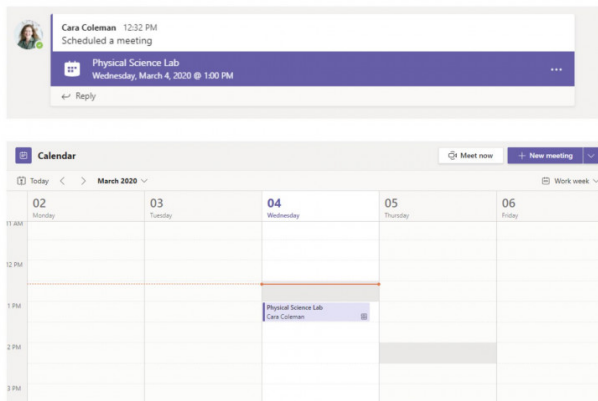 Cara Coleman 12:32 PM
Scheduled a meeting
Physical Science Lab
Wednesday, March 4, 2020 @ 1:00 PM
...
Reply
Calendar
Meet now
+ New meeting
Today
March 2020
Work week
02 03 04 05 06
Monday Tuesday Wednesday Thursday Friday
11 AM
12 PM
1 PM
Physical Science Lab
Cara Coleman
2 PM
3 PM